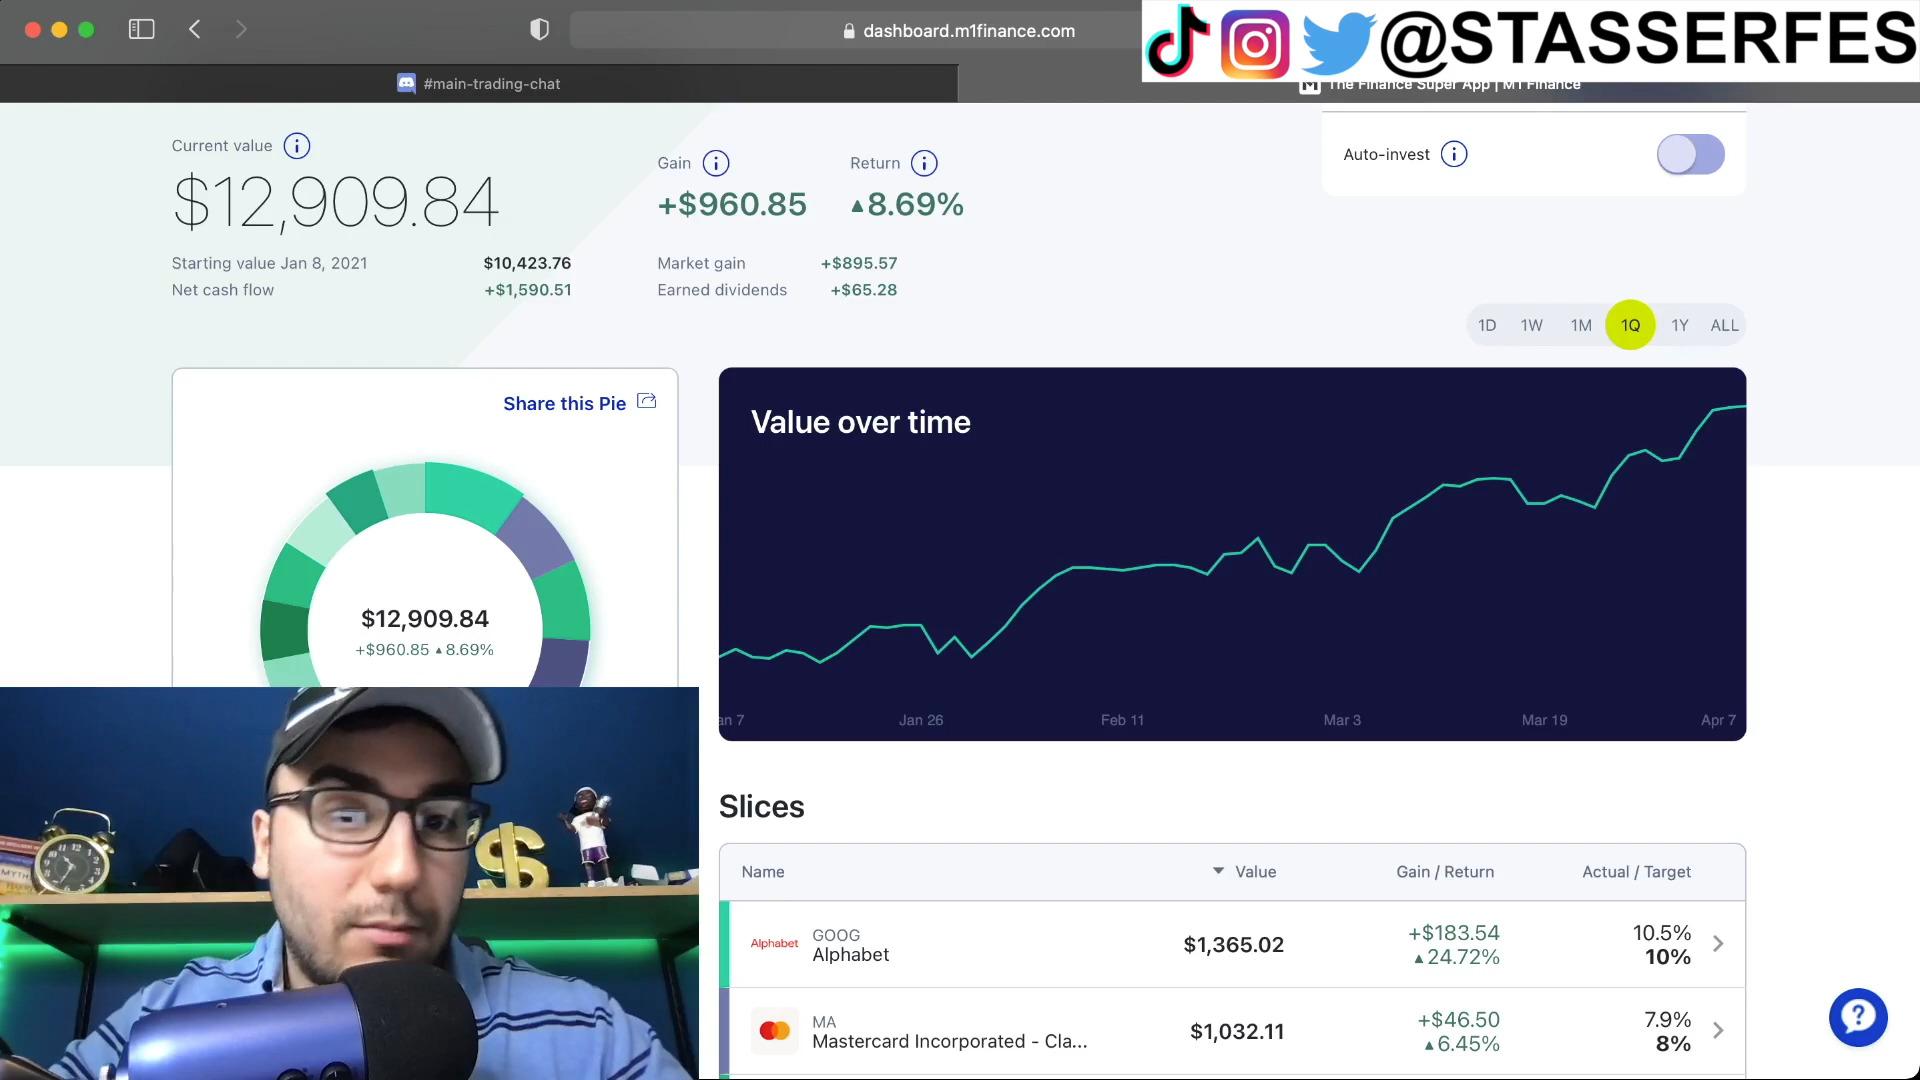 dashboard.m1finance.com
@STASSERFES
#main-trading-chat
The Finance Super App | M1 Finance
Current value
$12,909.84
Starting value Jan 8, 2021 $10,423.76
Net cash flow +$1,590.51
Gain
+$960.85
Return
▲8.69%
Market gain +$895.57
Earned dividends +$65.28
Auto-invest
1D 1W 1M 1Q 1Y ALL
Share this Pie
$12,909.84
+$960.85 ▲8.69%
Value over time
an 7 Jan 26 Feb 11 Mar 3 Mar 19 Apr 7
Slices
Name Value Gain / Return Actual / Target
Alphabet
GOOG
Alphabet
$1,365.02
+$183.54
▲24.72%
10.5%
10%
MA
Mastercard Incorporated - Cla...
$1,032.11
+$46.50
▲6.45%
7.9%
8%